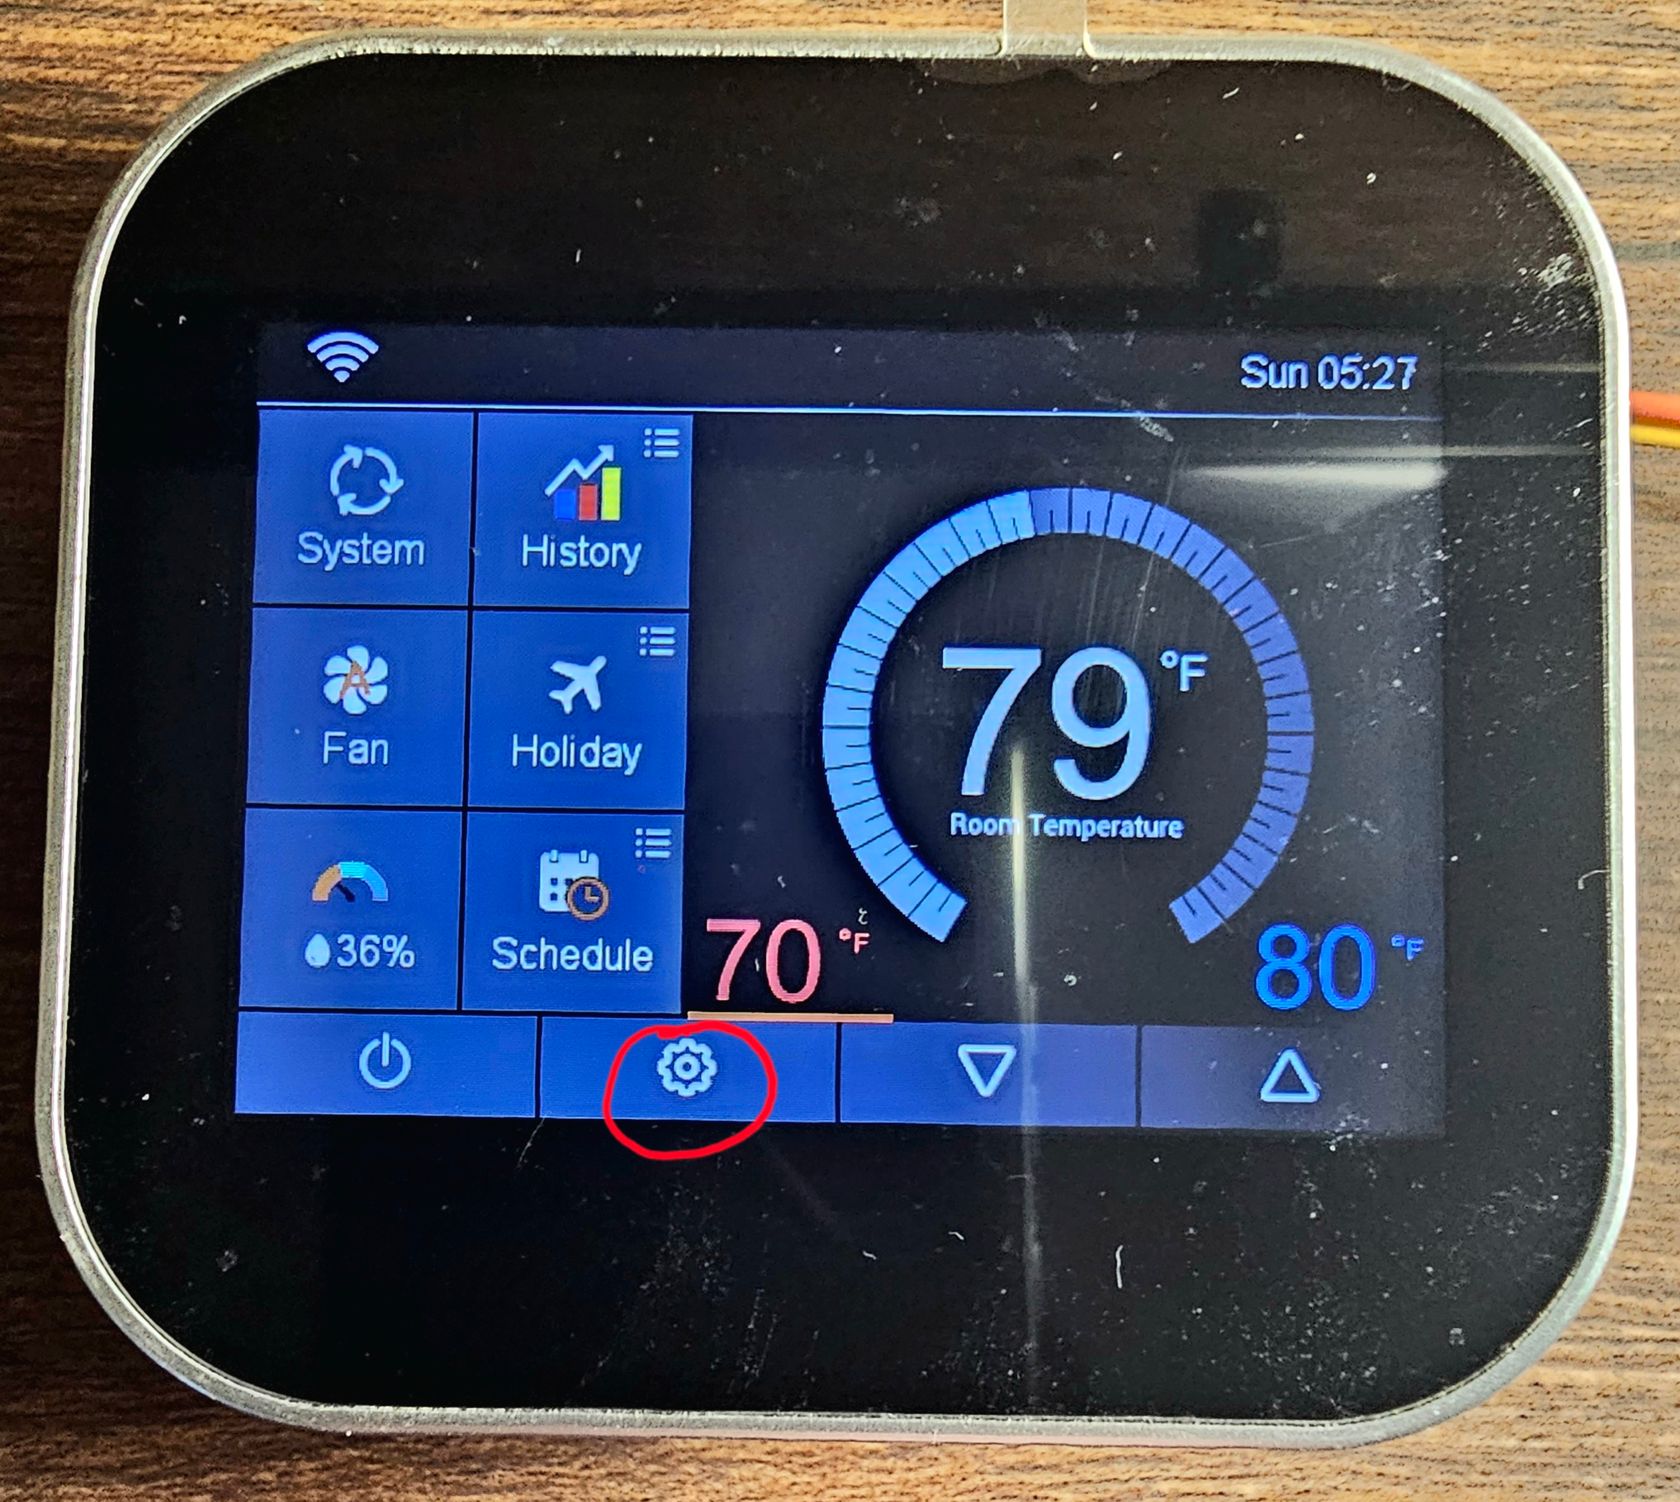 Sun 05:27
System
History
A
Fan
Holiday
79 °F
Room Temperature
36%
Schedule
70 °F
80 °F